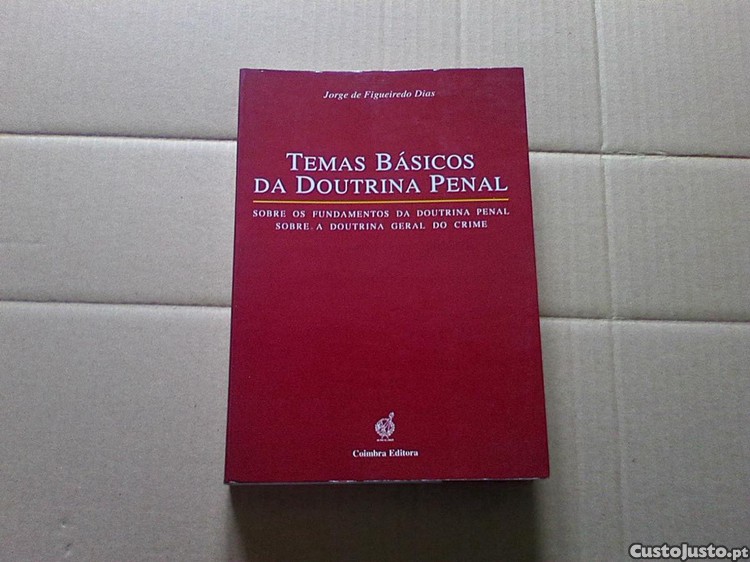 Jorge de Figueiredo Dias
TEMAS BÁSICOS
DA DOUTRINA PENAL
SOBRE OS FUNDAMENTOS DA DOUTRINA PENAL
SOBRE A DOUTRINA GERAL DO CRIME
Coimbra Editora
CustoJusto.pt